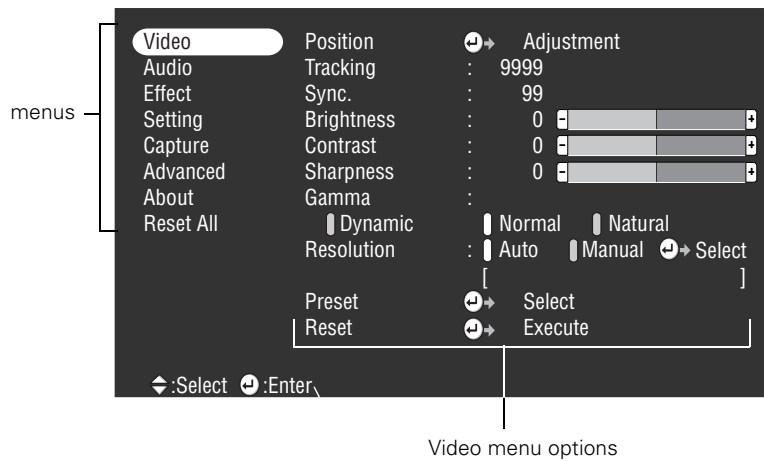 Video Position Adjustment
Audio Tracking : 9999
Effect Sync. : 99
menus
Setting Brightness : 0 - +
Capture Contrast : 0 - +
Advanced Sharpness : 0 - +
About Gamma :
Reset All Dynamic Normal Natural
Resolution : Auto Manual Select
[ ]
Preset Select
Reset Execute
:Select :Enter
Video menu options